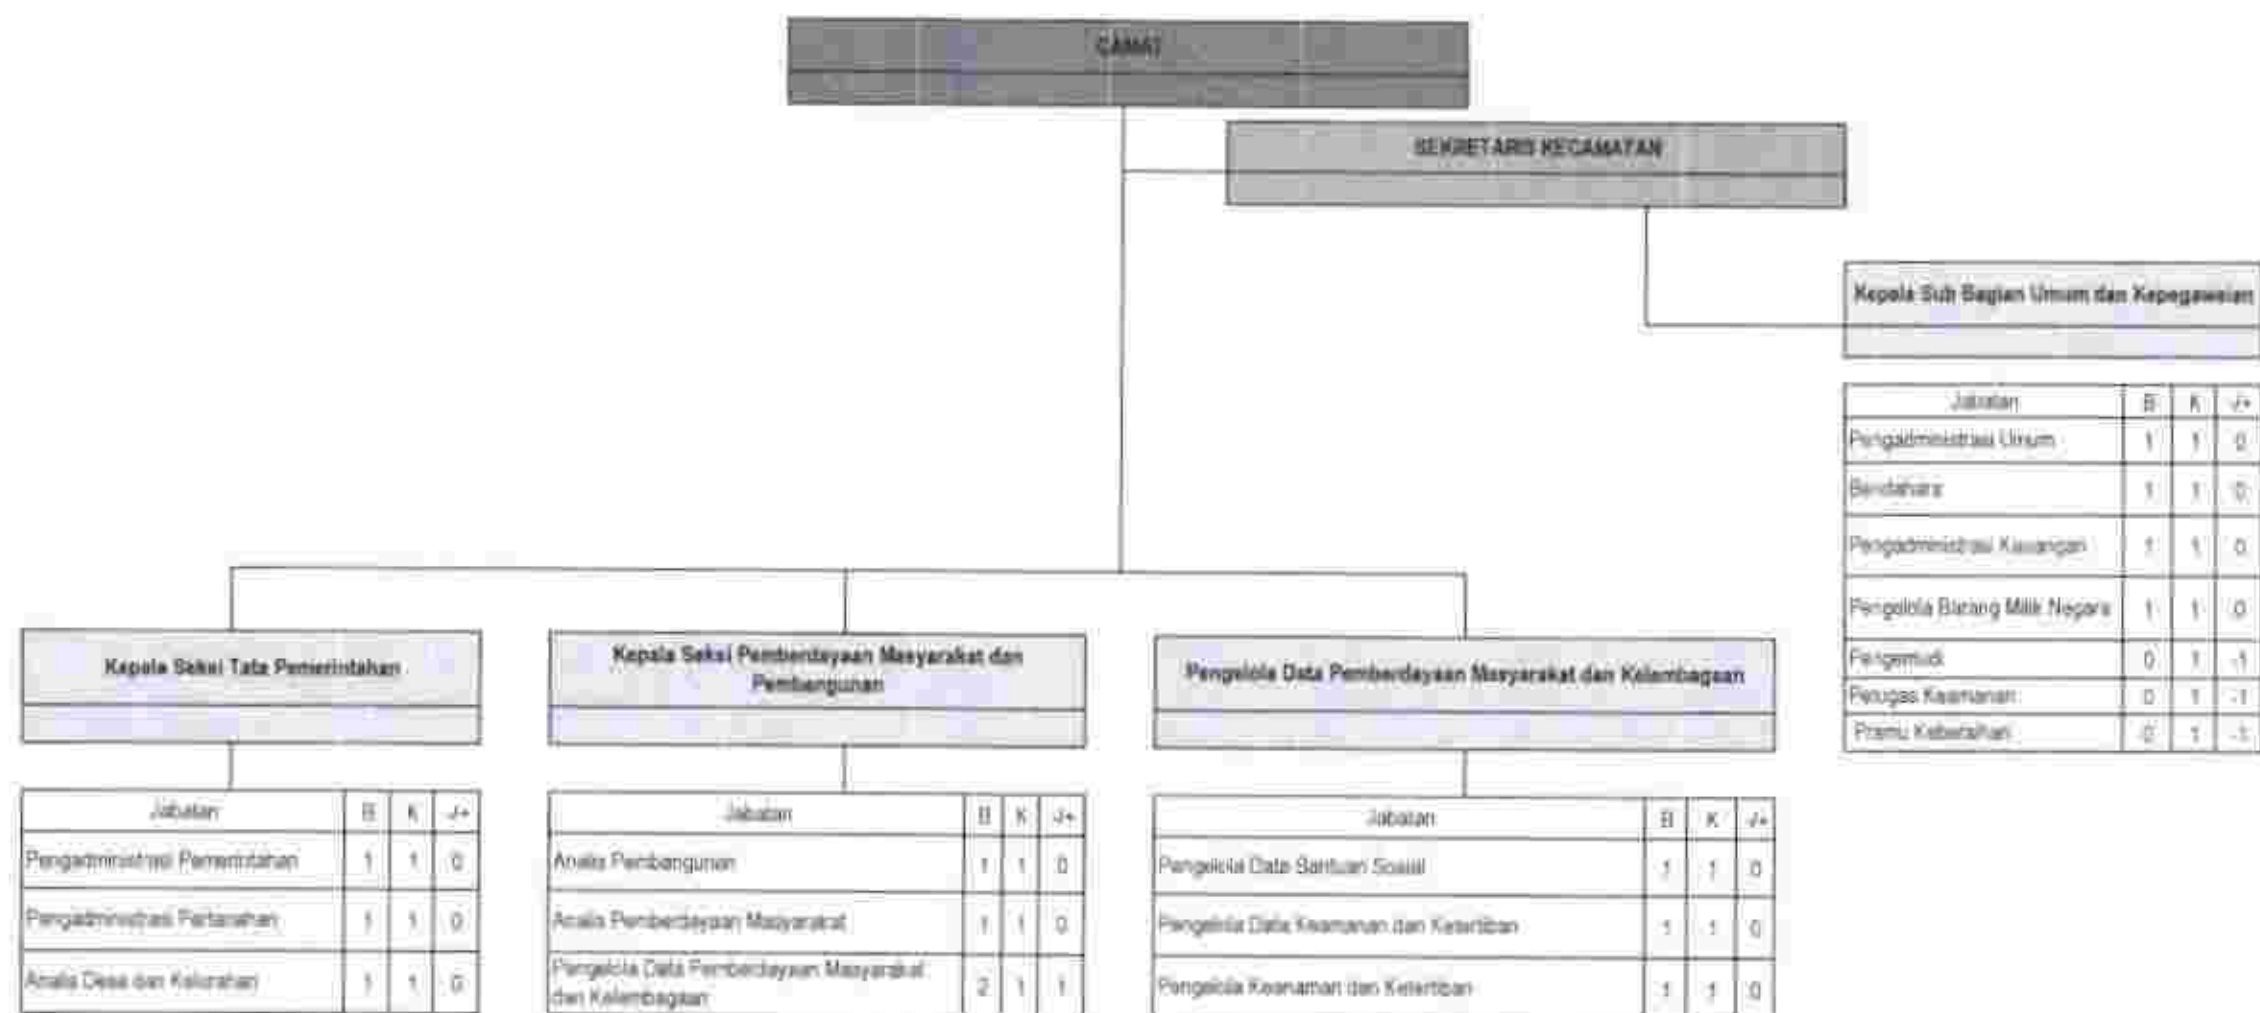 CAMAT
SEKRETARIS KECAMATAN
Kepala Sub Bagian Umum dan Kepegawaian
Jabatan B K -/+
Pengadministrasi Umum 1 1 0
Bendahara 1 1 0
Pengadministrasi Keuangan 1 1 0
Pengelola Barang Milik Negara 1 1 0
Pengemudi 0 1 -1
Petugas Keamanan 0 1 -1
Pramu Kebersihan 0 1 -1
Kepala Seksi Tata Pemerintahan
Jabatan B K -/+
Pengadministrasi Pemerintahan 1 1 0
Pengadministrasi Pertanahan 1 1 0
Analis Desa dan Kelurahan 1 1 0
Kepala Seksi Pemberdayaan Masyarakat dan
Pembangunan
Jabatan B K -/+
Analis Pembangunan 1 1 0
Analis Pemberdayaan Masyarakat 1 1 0
Pengelola Data Pemberdayaan Masyarakat
dan Kelembagaan 2 1 1
Pengelola Data Pemberdayaan Masyarakat dan Kelembagaan
Jabatan B K -/+
Pengelola Data Bantuan Sosial 1 1 0
Pengelola Data Keamanan dan Ketertiban 1 1 0
Pengelola Keanaman dan Ketertiban 1 1 0